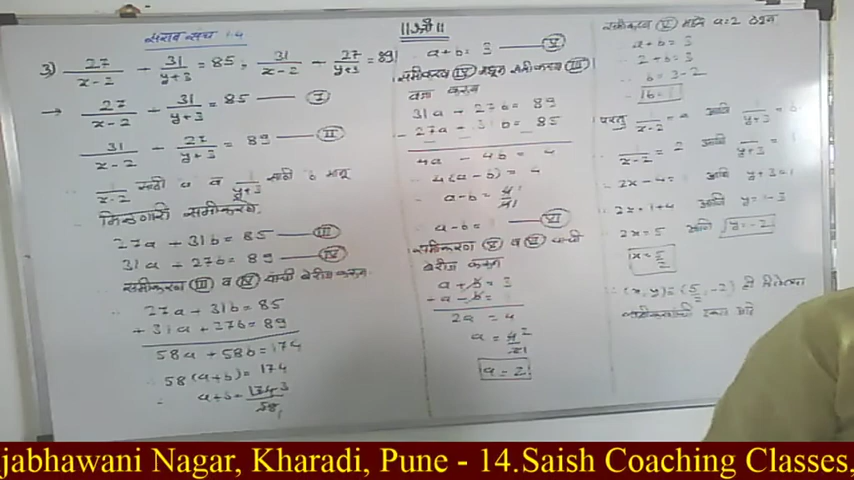 सराव संच 1.4
3) 27/x-2 + 31/y+3 = 85 ; 31/x-2 + 27/y+3 = 89
→ 27/x-2 + 31/y+3 = 85 —— I
31/x-2 + 27/y+3 = 89 —— II
1/x-2 साठी a व 1/y+3 साठी b मानू
मिळणारी समीकरणे.
27a + 31b = 85 —— III
31a + 27b = 89 —— IV
समीकरण III व IV यांची बेरीज करून
27a + 31b = 85
+ 31a + 27b = 89
58a + 58b = 174
58(a+b) = 174
∴ a+b = 174/58 3 1
||श्री||
a+b = 3 —— V
समीकरण IV मधून समीकरण III
वजा करून
31a + 27b = 89
- 27a + 31b = 85
4a - 4b = 4
∴ 4(a-b) = 4
∴ a-b = 4/4 1 1
a-b = 1 —— VI
समीकरण V व VI यांची
बेरीज करून
a + b = 3
+ a - b = 1
2a = 4
a = 4/2 2 1
a = 2
समीकरण V मध्ये a=2 ठेवून
a+b = 3
∴ 2+b = 3
∴ b = 3-2
b = 1
परंतु 1/x-2 = a आणि 1/y+3 = b
∴ 1/x-2 = 2 आणि 1/y+3 = 1
∴ 2x-4 = 1 आणि y+3 = 1
∴ 2x = 1+4 आणि y = 1-3
∴ 2x = 5 आणि y = -2
x = 5/2
∴ (x, y) = (5/2, -2) ही दिलेल्या
समीकरणांची उकल आहे
jabhawani Nagar, Kharadi, Pune - 14.Saish Coaching Classes,